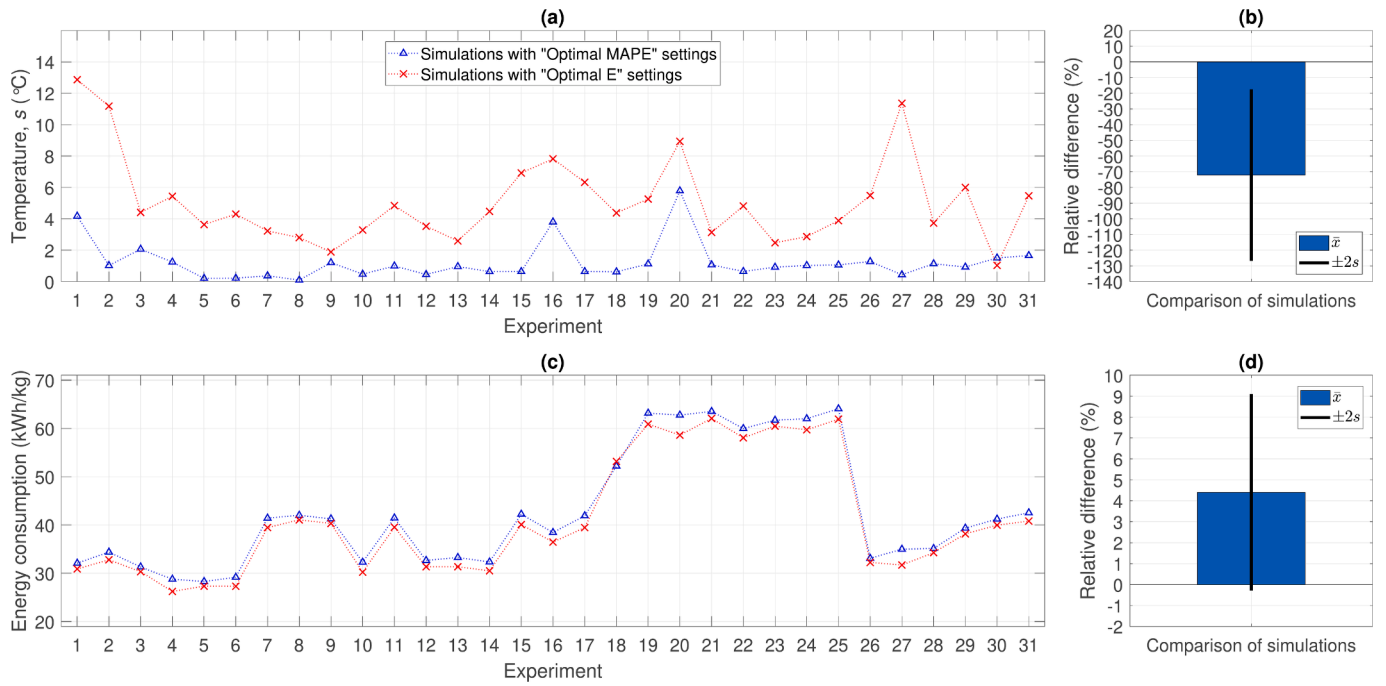 (a)
Temperature, s (°C)
14
12
10
8
6
4
2
0
Simulations with "Optimal MAPE" settings
Simulations with "Optimal E" settings
1 2 3 4 5 6 7 8 9 10 11 12 13 14 15 16 17 18 19 20 21 22 23 24 25 26 27 28 29 30 31
Experiment
(b)
Relative difference (%)
20
10
0
-10
-20
-30
-40
-50
-60
-70
-80
-90
-100
-110
-120
-130
-140
x̄
±2s
Comparison of simulations
(c)
Energy consumption (kWh/kg)
70
60
50
40
30
20
1 2 3 4 5 6 7 8 9 10 11 12 13 14 15 16 17 18 19 20 21 22 23 24 25 26 27 28 29 30 31
Experiment
(d)
Relative difference (%)
10
9
8
7
6
5
4
3
2
1
0
-1
-2
x̄
±2s
Comparison of simulations